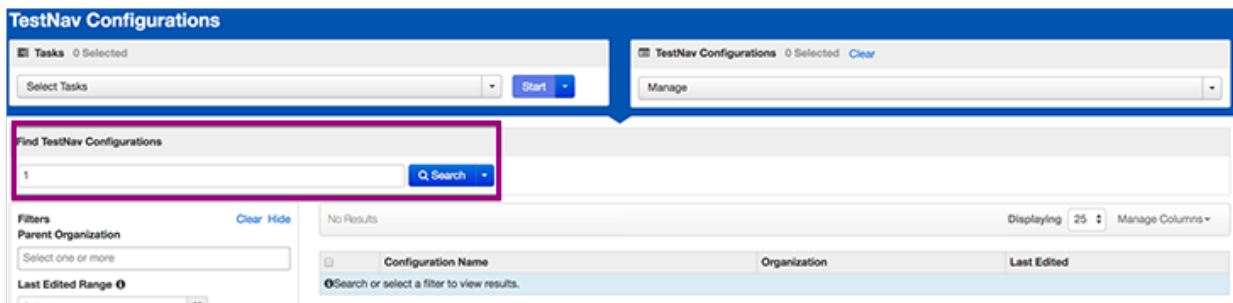 TestNav Configurations
Tasks 0 Selected
TestNav Configurations 0 Selected Clear
Select Tasks
Start
Manage
Find TestNav Configurations
1
Search
Filters Clear Hide
No Results
Displaying 25 Manage Columns
Parent Organization
Select one or more
Configuration Name Organization Last Edited
Search or select a filter to view results.
Last Edited Range